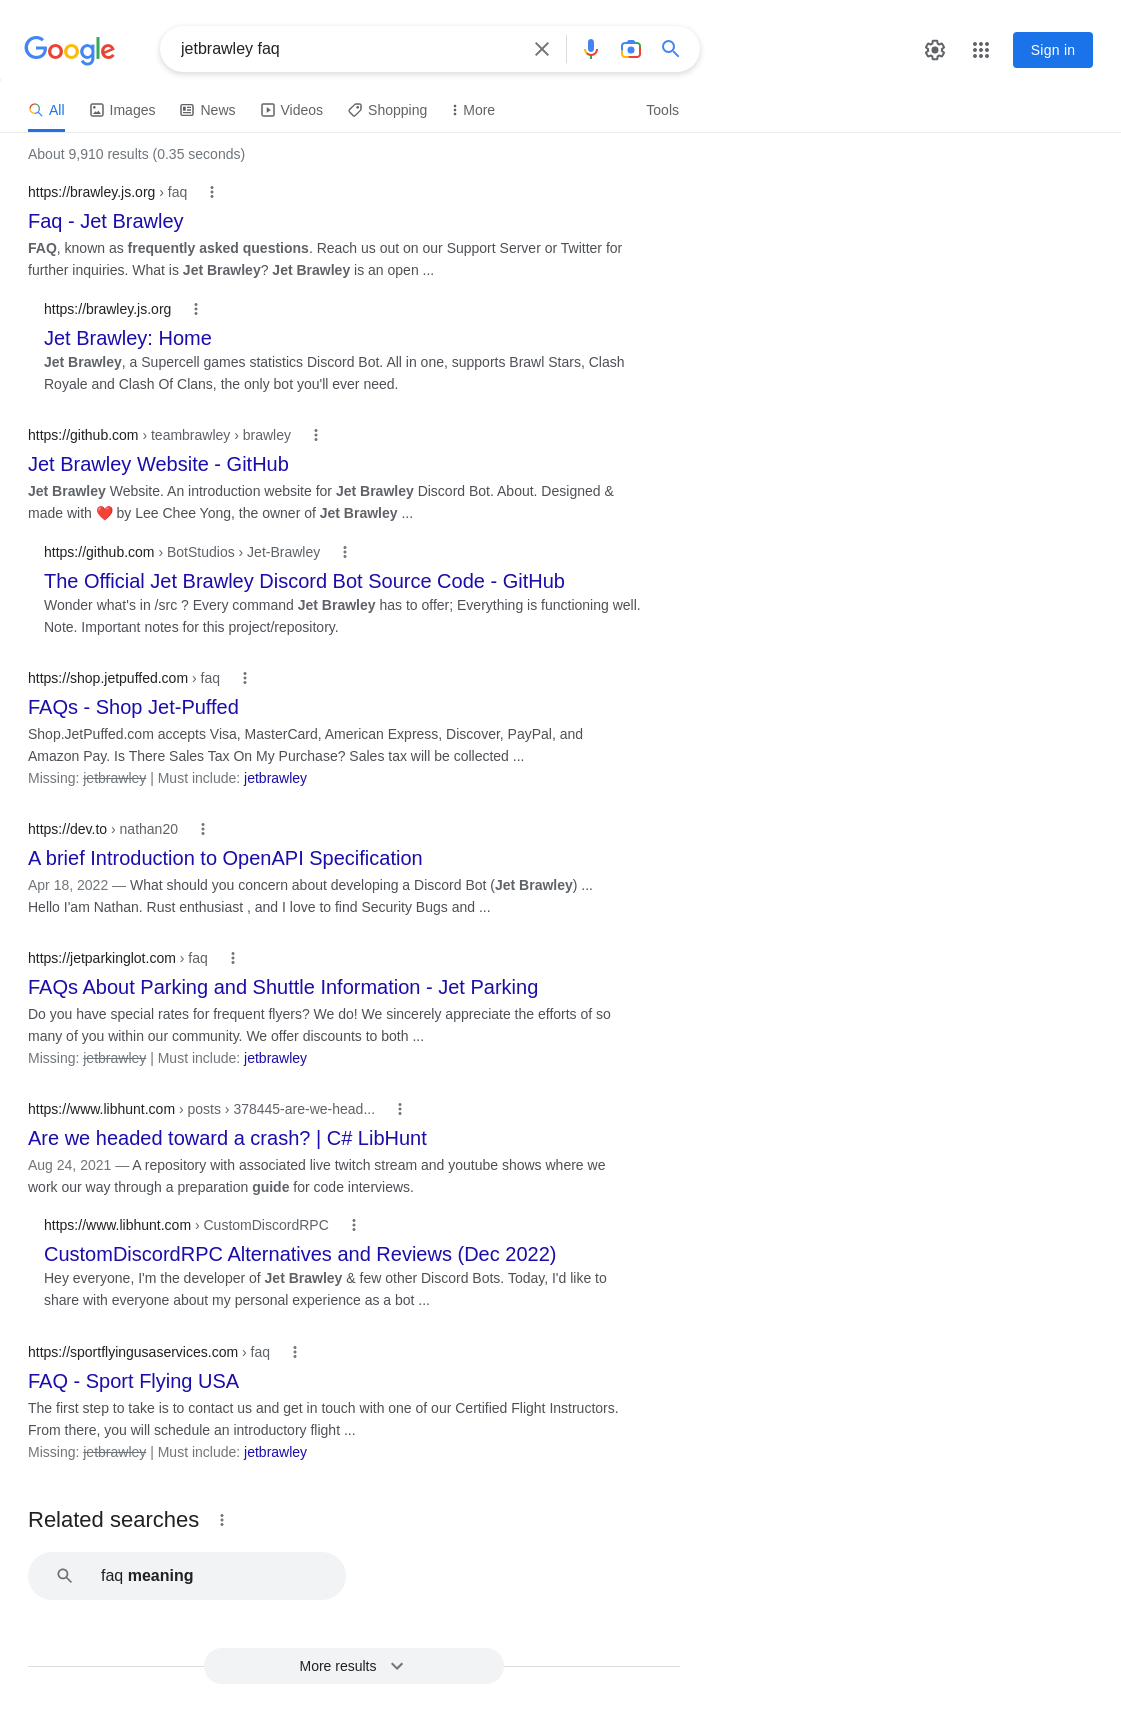 Google
jetbrawley faq
Sign in
All
Images
News
Videos
Shopping
More
Tools
About 9,910 results (0.35 seconds)
https://brawley.js.org › faq
Faq - Jet Brawley
FAQ, known as frequently asked questions. Reach us out on our Support Server or Twitter for
further inquiries. What is Jet Brawley? Jet Brawley is an open ...
https://brawley.js.org
Jet Brawley: Home
Jet Brawley, a Supercell games statistics Discord Bot. All in one, supports Brawl Stars, Clash
Royale and Clash Of Clans, the only bot you'll ever need.
https://github.com › teambrawley › brawley
Jet Brawley Website - GitHub
Jet Brawley Website. An introduction website for Jet Brawley Discord Bot. About. Designed &
made with ❤️ by Lee Chee Yong, the owner of Jet Brawley ...
https://github.com › BotStudios › Jet-Brawley
The Official Jet Brawley Discord Bot Source Code - GitHub
Wonder what's in /src ? Every command Jet Brawley has to offer; Everything is functioning well.
Note. Important notes for this project/repository.
https://shop.jetpuffed.com › faq
FAQs - Shop Jet-Puffed
Shop.JetPuffed.com accepts Visa, MasterCard, American Express, Discover, PayPal, and
Amazon Pay. Is There Sales Tax On My Purchase? Sales tax will be collected ...
Missing: jetbrawley | Must include: jetbrawley
https://dev.to › nathan20
A brief Introduction to OpenAPI Specification
Apr 18, 2022 — What should you concern about developing a Discord Bot (Jet Brawley) ...
Hello I'am Nathan. Rust enthusiast , and I love to find Security Bugs and ...
https://jetparkinglot.com › faq
FAQs About Parking and Shuttle Information - Jet Parking
Do you have special rates for frequent flyers? We do! We sincerely appreciate the efforts of so
many of you within our community. We offer discounts to both ...
Missing: jetbrawley | Must include: jetbrawley
https://www.libhunt.com › posts › 378445-are-we-head...
Are we headed toward a crash? | C# LibHunt
Aug 24, 2021 — A repository with associated live twitch stream and youtube shows where we
work our way through a preparation guide for code interviews.
https://www.libhunt.com › CustomDiscordRPC
CustomDiscordRPC Alternatives and Reviews (Dec 2022)
Hey everyone, I'm the developer of Jet Brawley & few other Discord Bots. Today, I'd like to
share with everyone about my personal experience as a bot ...
https://sportflyingusaservices.com › faq
FAQ - Sport Flying USA
The first step to take is to contact us and get in touch with one of our Certified Flight Instructors.
From there, you will schedule an introductory flight ...
Missing: jetbrawley | Must include: jetbrawley
Related searches
faq meaning
More results